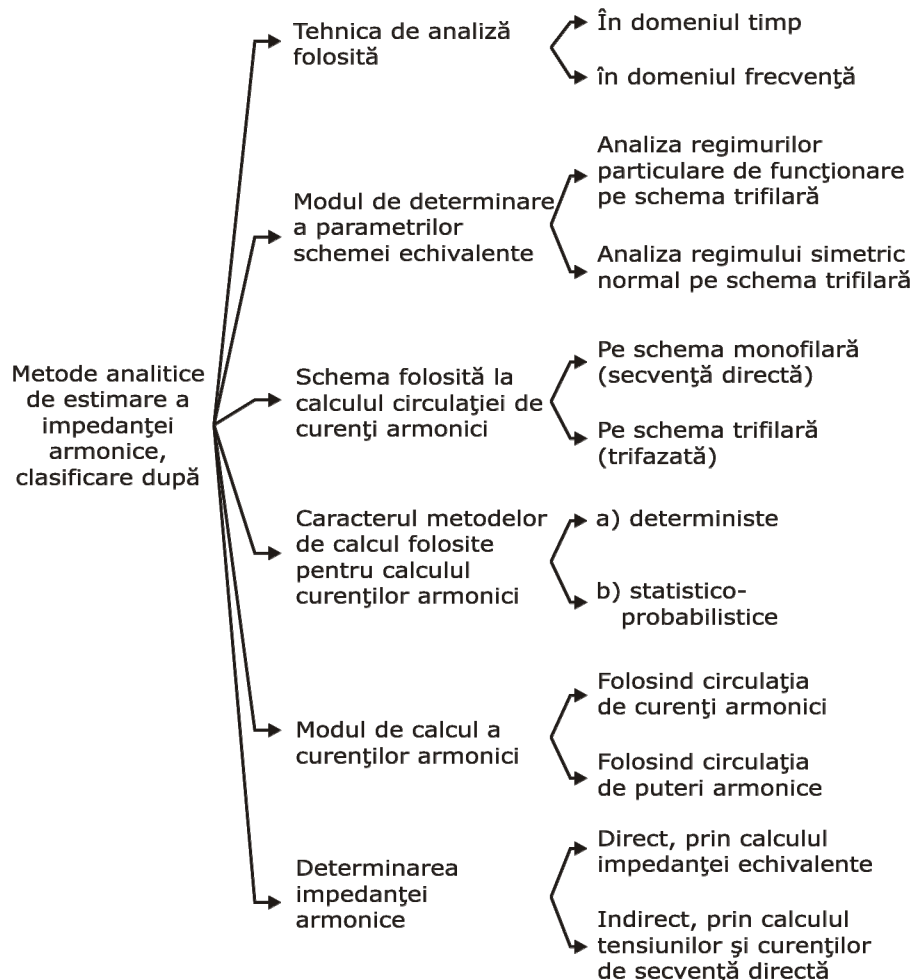 Tehnica de analiză
folosită
În domeniul timp
în domeniul frecvenţă
Modul de determinare
a parametrilor
schemei echivalente
Analiza regimurilor
particulare de funcţionare
pe schema trifilară
Analiza regimului simetric
normal pe schema trifilară
Metode analitice
de estimare a
impedanţei
armonice,
clasificare după
Schema folosită la
calculul circulaţiei de
curenţi armonici
Pe schema monofilară
(secvenţă directă)
Pe schema trifilară
(trifazată)
Caracterul metodelor
de calcul folosite
pentru calculul
curenţilor armonici
a) deterministe
b) statistico-
probabilistice
Modul de calcul a
curenţilor armonici
Folosind circulaţia
de curenţi armonici
Folosind circulaţia
de puteri armonice
Determinarea
impedanţei
armonice
Direct, prin calculul
impedanţei echivalente
Indirect, prin calculul
tensiunilor şi curenţilor
de secvenţă directă